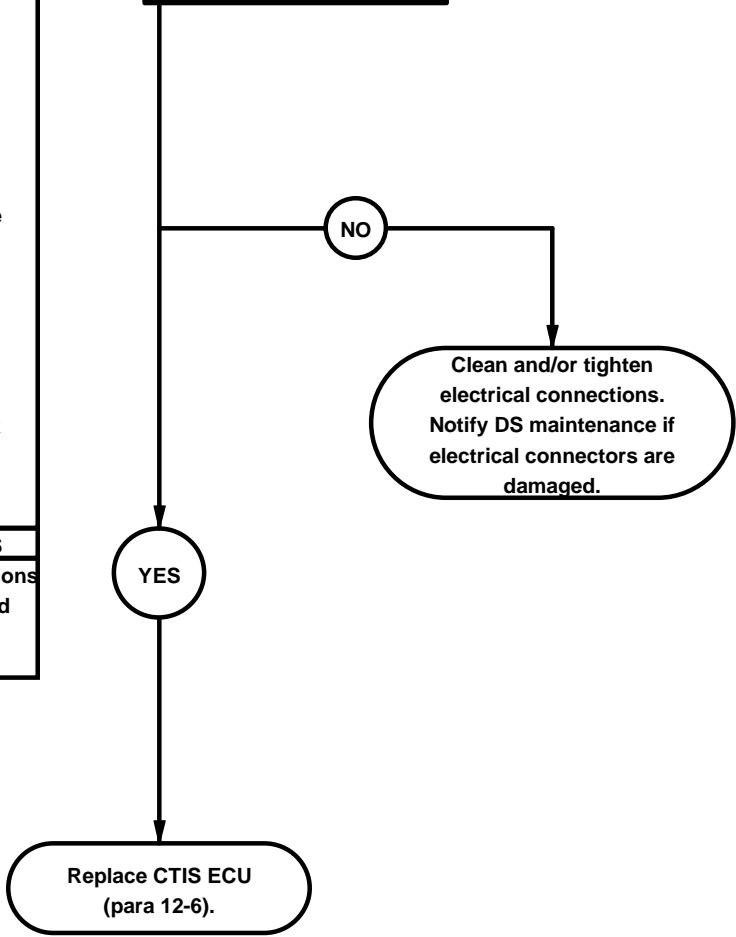 NO
Clean and/or tighten
electrical connections.
Notify DS maintenance if
electrical connectors are
damaged.
YES
Replace CTIS ECU
(para 12-6).